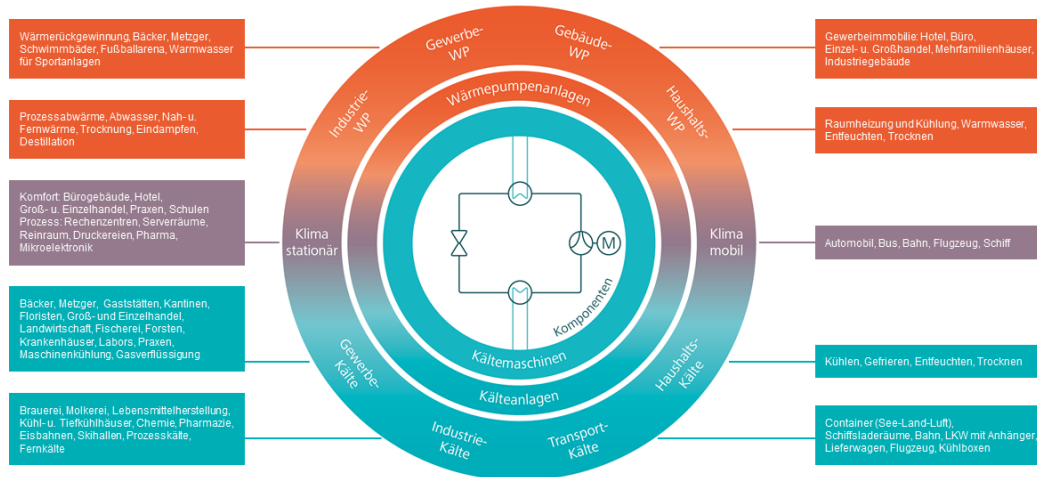 Wärmerückgewinnung, Bäcker, Metzger,
Schwimmbäder, Fußballarena, Warmwasser
für Sportanlagen
Prozessabwärme, Abwasser, Nah- u.
Fernwärme, Trocknung, Eindampfen,
Destillation
Komfort: Bürogebäude, Hotel,
Groß- u. Einzelhandel, Praxen, Schulen
Prozess: Rechenzentren, Serverräume,
Reinraum, Druckereien, Pharma,
Mikroelektronik
Bäcker, Metzger, Gaststätten, Kantinen,
Floristen, Groß- und Einzelhandel,
Landwirtschaft, Fischerei, Forsten,
Krankenhäuser, Labors, Praxen,
Maschinenkühlung, Gasverflüssigung
Brauerei, Molkerei, Lebensmittelherstellung,
Kühl- u. Tiefkühlhäuser, Chemie, Pharmazie,
Eisbahnen, Skihallen, Prozesskälte,
Fernkälte
Gewerbe-
WP
Gebäude-
WP
Industrie-
WP
Haushalts-
WP
Wärmepumpenanlagen
Klima
stationär
Klima
mobil
M
Komponenten
Kältemaschinen
Kälteanlagen
Gewerbe-
Kälte
Haushalts-
Kälte
Industrie-
Kälte
Transport-
Kälte
Gewerbeimmobilie: Hotel, Büro,
Einzel- u. Großhandel, Mehrfamilienhäuser,
Industriegebäude
Raumheizung und Kühlung, Warmwasser,
Entfeuchten, Trocknen
Automobil, Bus, Bahn, Flugzeug, Schiff
Kühlen, Gefrieren, Entfeuchten, Trocknen
Container (See-Land-Luft),
Schiffsladeräume, Bahn, LKW mit Anhänger,
Lieferwagen, Flugzeug, Kühlboxen